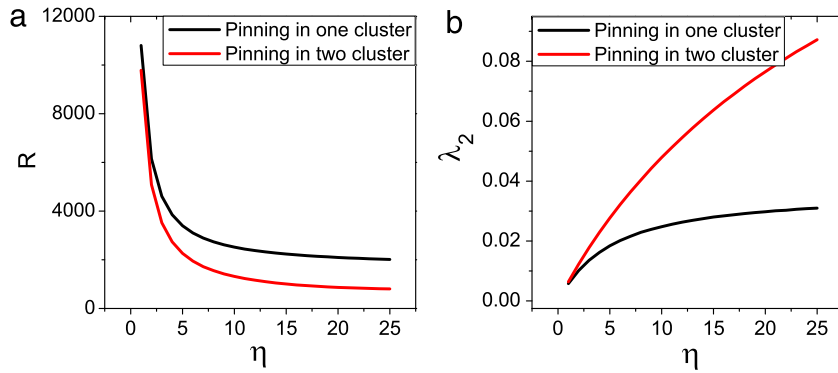 a
12000
8000
4000
0
R
Pinning in one cluster
Pinning in two cluster
0 5 10 15 20 25
η
b
0.08
0.06
0.04
0.02
0.00
λ2
Pinning in one cluster
Pinning in two cluster
0 5 10 15 20 25
η